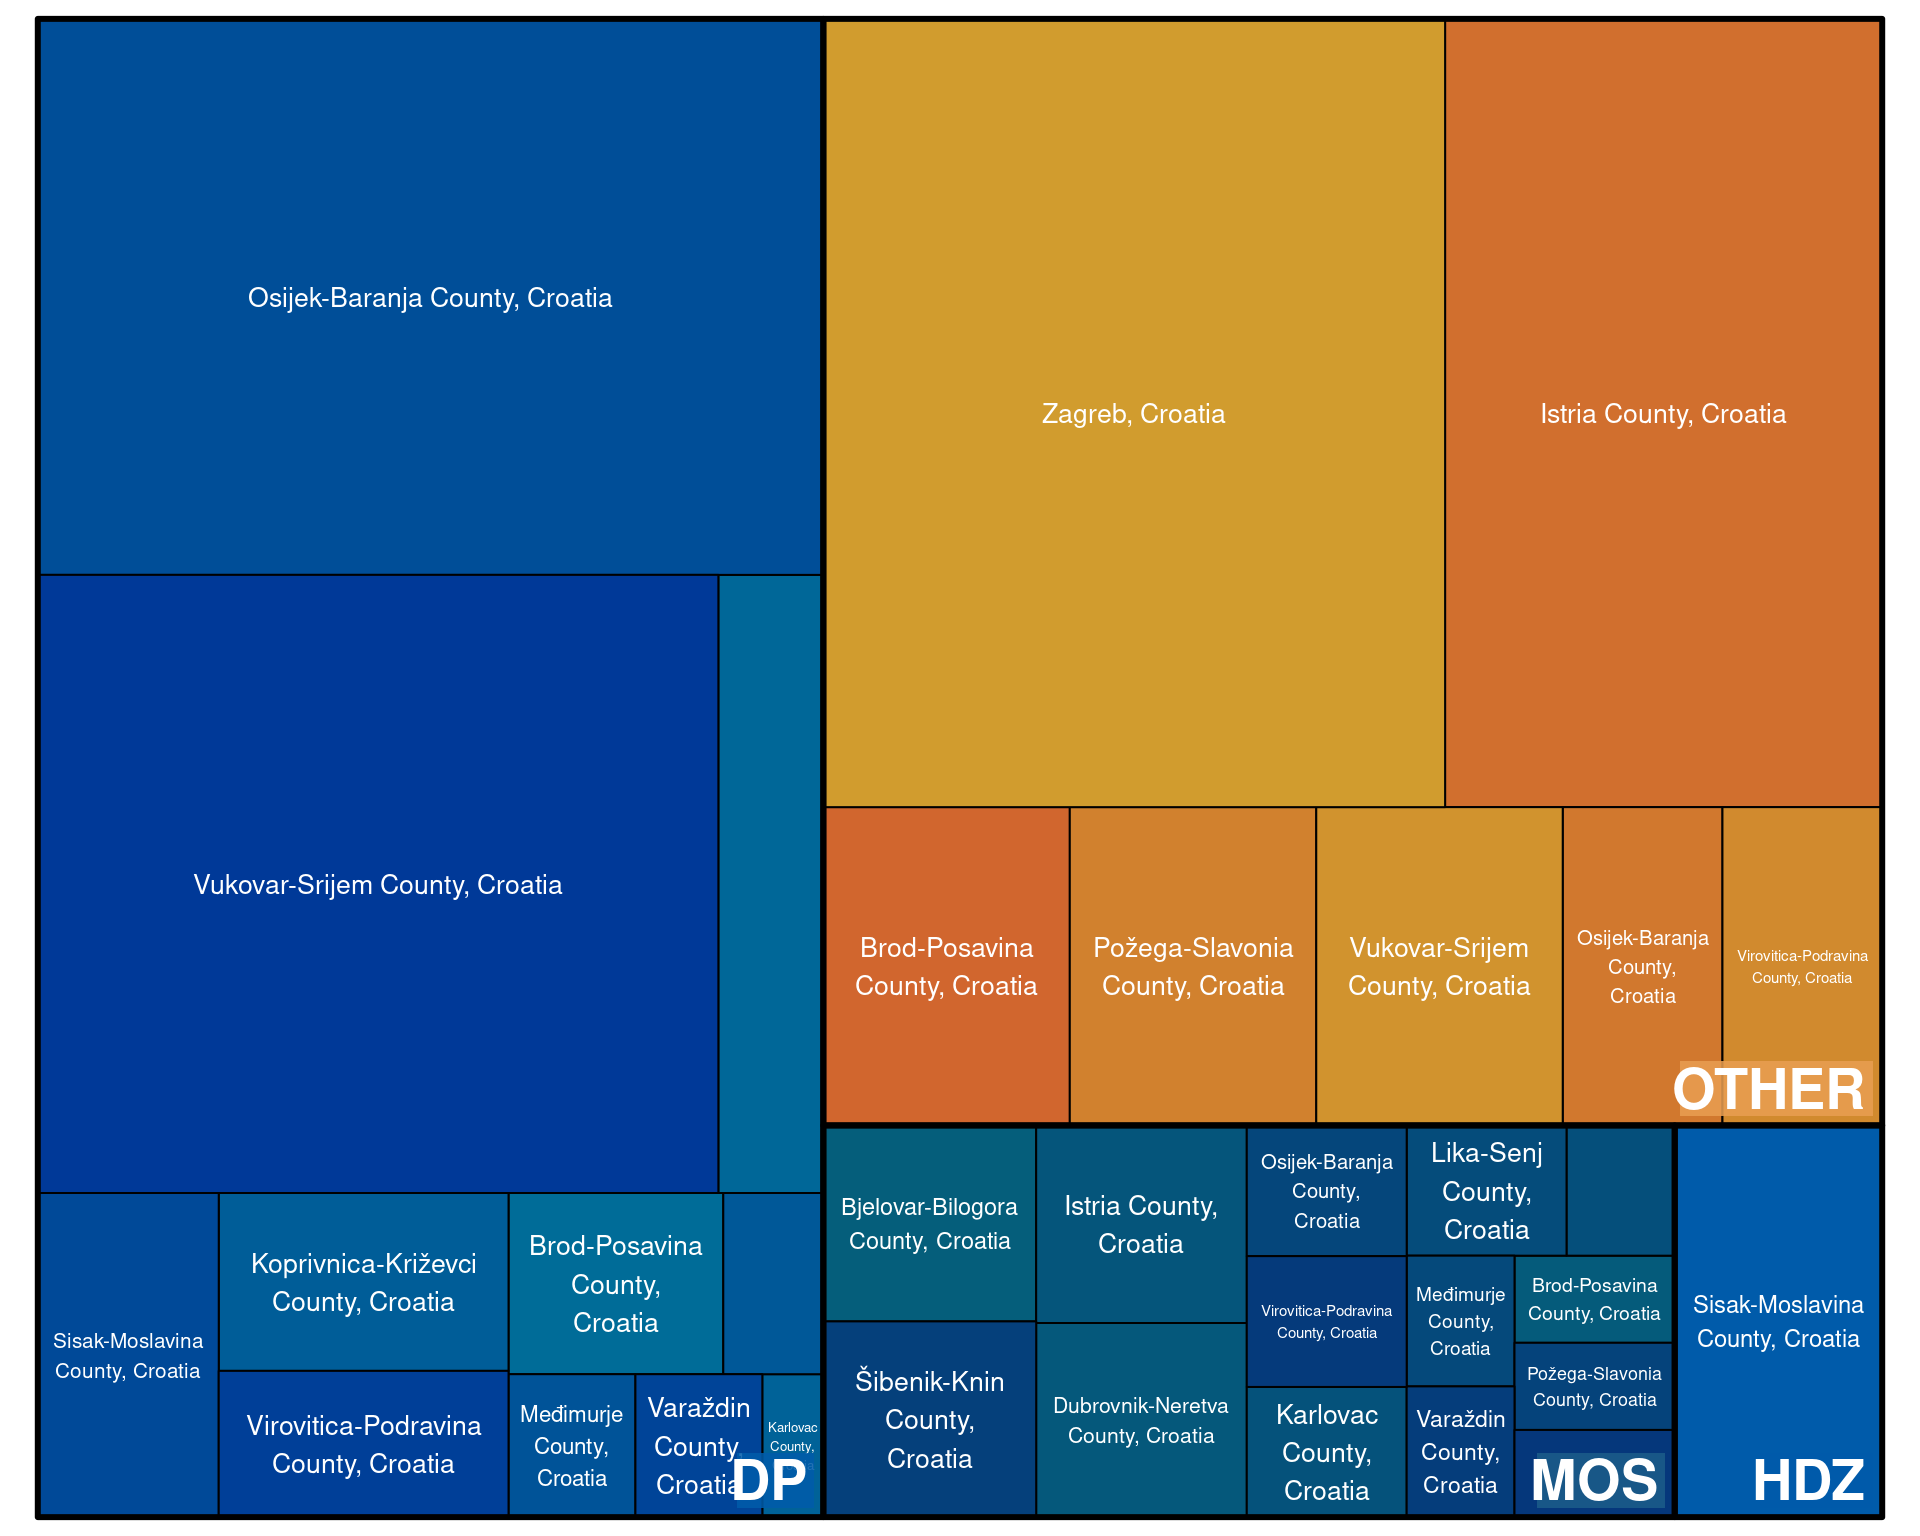 Osijek-Baranja County, Croatia
Vukovar-Srijem County, Croatia
Sisak-Moslavina
County, Croatia
Koprivnica-Križevci
County, Croatia
Virovitica-Podravina
County, Croatia
Brod-Posavina
County,
Croatia
Međimurje
County,
Croatia
Varaždin
County,
Croatia
Karlovac
County,
DP
Zagreb, Croatia
Istria County, Croatia
Brod-Posavina
County, Croatia
Požega-Slavonia
County, Croatia
Vukovar-Srijem
County, Croatia
Osijek-Baranja
County,
Croatia
Virovitica-Podravina
County, Croatia
OTHER
Bjelovar-Bilogora
County, Croatia
Šibenik-Knin
County,
Croatia
Istria County,
Croatia
Dubrovnik-Neretva
County, Croatia
Osijek-Baranja
County,
Croatia
Virovitica-Podravina
County, Croatia
Karlovac
County,
Croatia
Lika-Senj
County,
Croatia
Međimurje
County,
Croatia
Varaždin
County,
Croatia
Brod-Posavina
County, Croatia
Požega-Slavonia
County, Croatia
MOS
Sisak-Moslavina
County, Croatia
HDZ